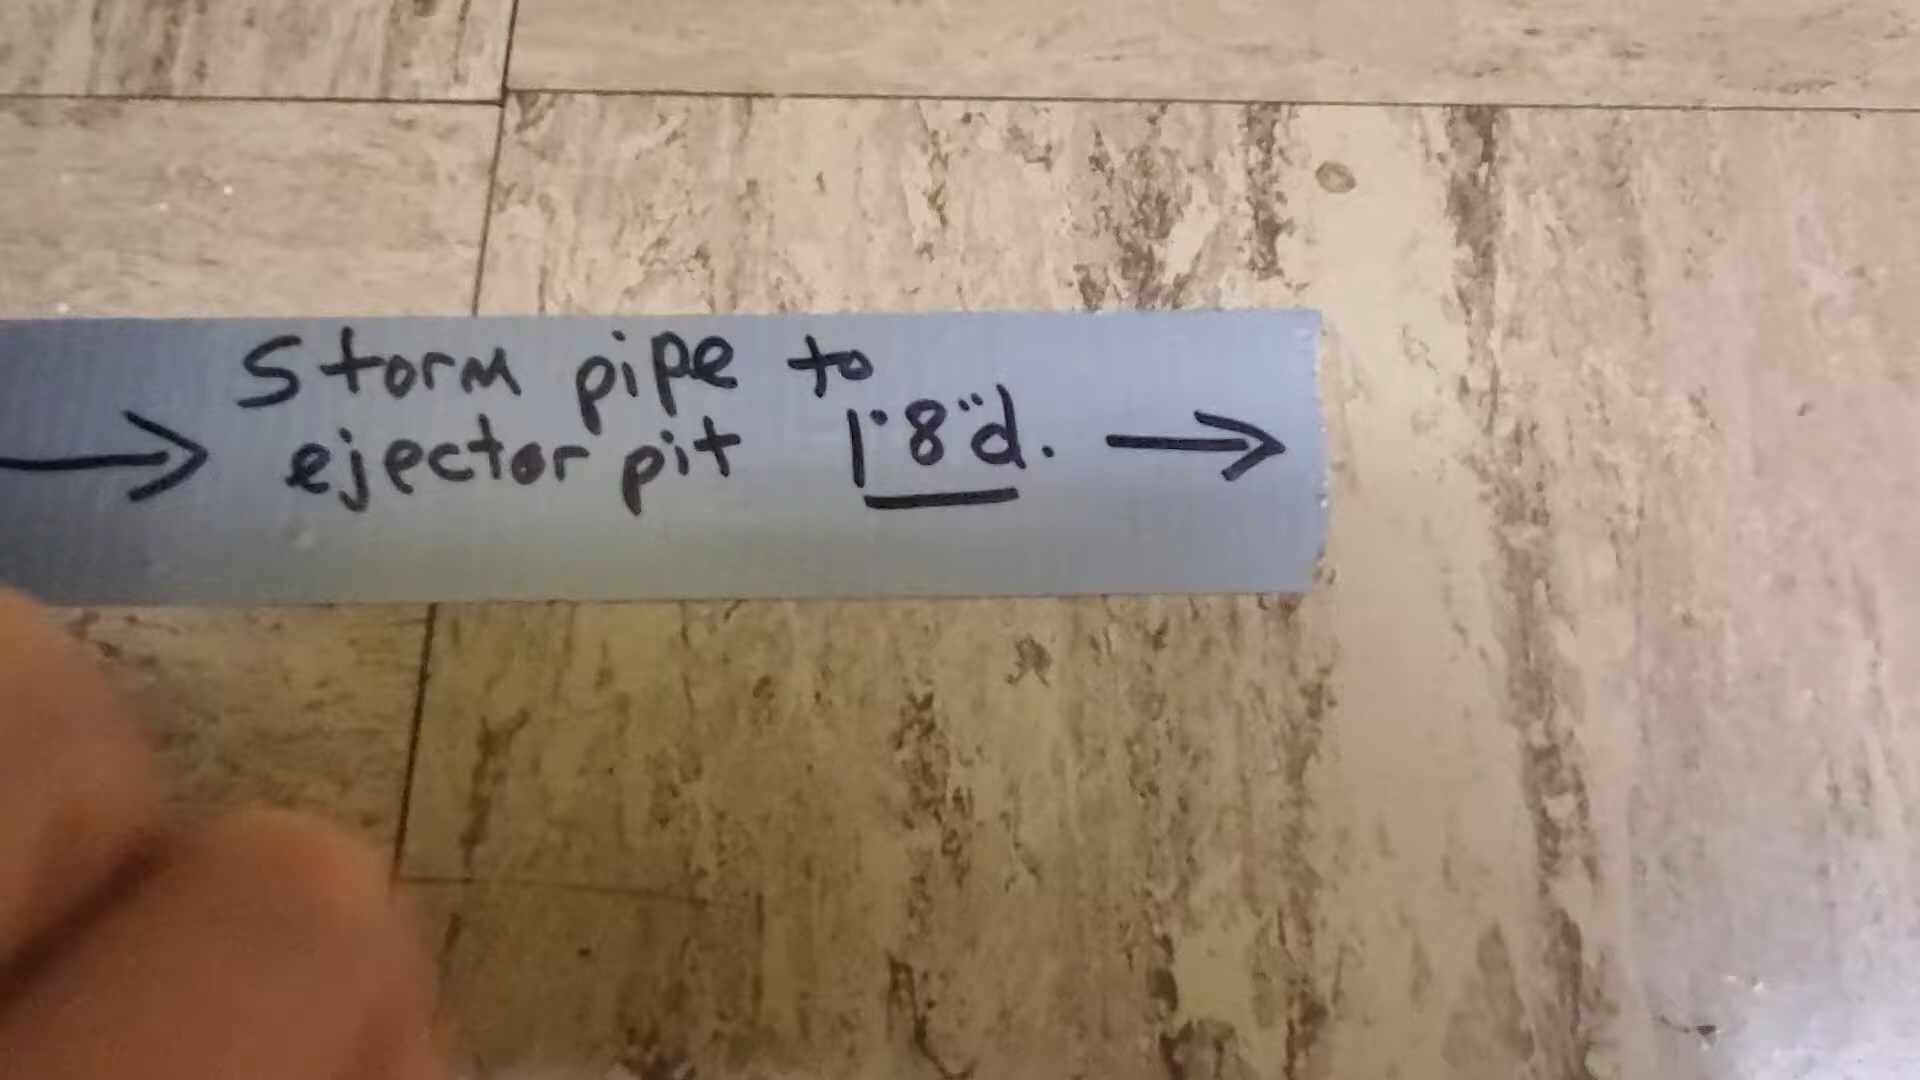 → Storm pipe to
ejector pit 1'8"d. →